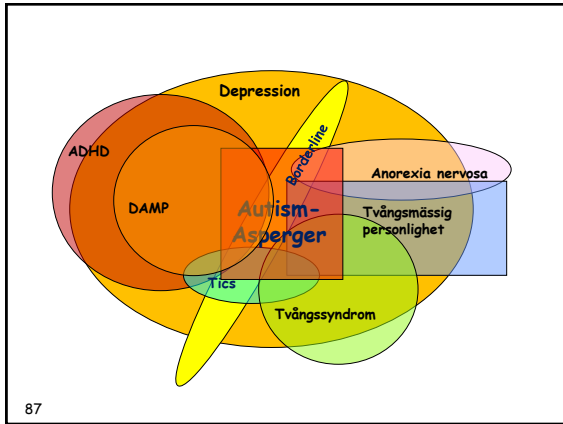 Depression
Borderline
ADHD
Anorexia nervosa
DAMP
Autism-
Asperger
Tvångsmässig
personlighet
Tics
Tvångssyndrom
87